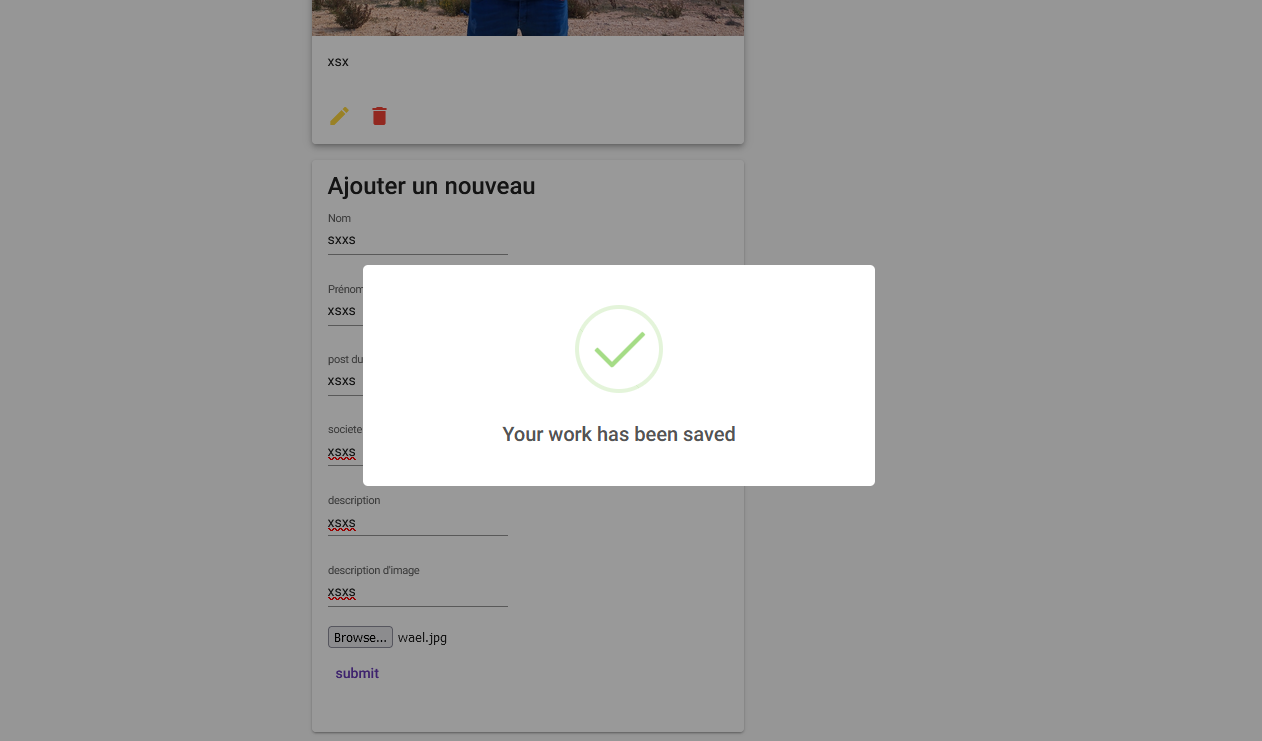 xsx
Ajouter un nouveau
Nom
sxxs
Prénom
xsxs
post du
xsxs
societe
xsxs
Your work has been saved
description
xsxs
description d'image
xsxs
Browse... wael.jpg
submit